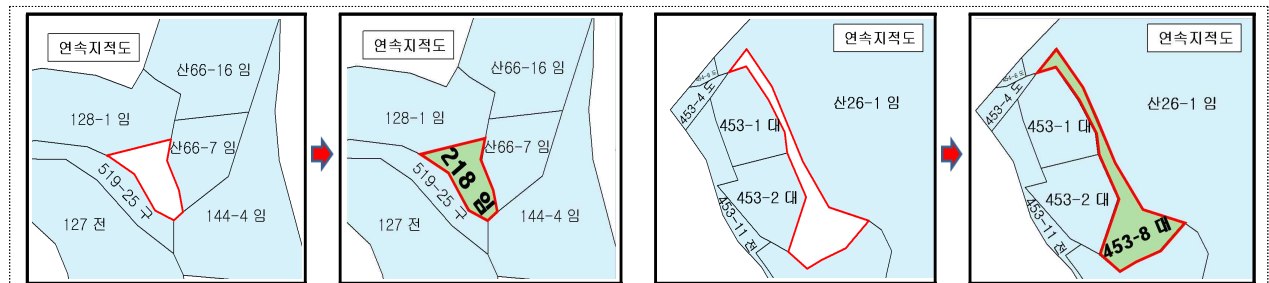 연속지적도
산66-16 임
128-1 임
산66-7 임
519-25 구
127 전
144-4 임
연속지적도
산66-16 임
128-1 임
산66-7 임
218 임
519-25 구
127 전
144-4 임
연속지적도
453-4 도
산26-1 임
453-1 대
453-2 대
453-11 전
연속지적도
453-4 도
산26-1 임
453-1 대
453-2 대
453-8 대
453-11 전